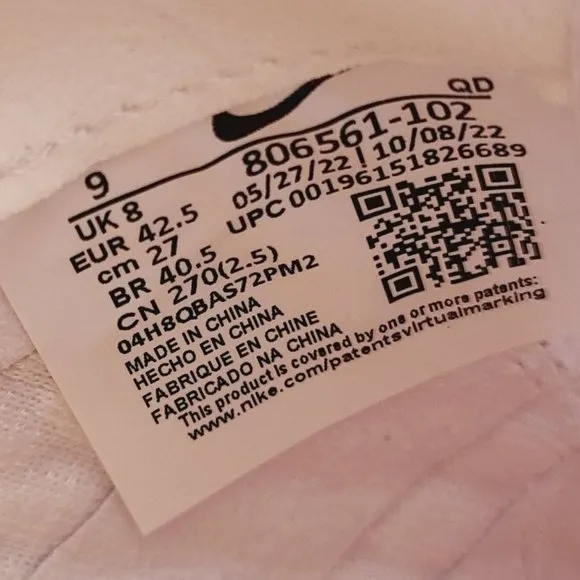 QD
9
806561-102
UK 8
05/27/22 | 10/08/22
EUR 42.5
UPC 00196151826689
cm 27
BR 40.5
CN 270(2.5)
04H8QBAS72PM2
MADE IN CHINA
HECHO EN CHINA
FABRIQUE EN CHINE
FABRICADO NA CHINA
This product is covered by one or more patents:
www.nike.com/patentsvirtualmarking